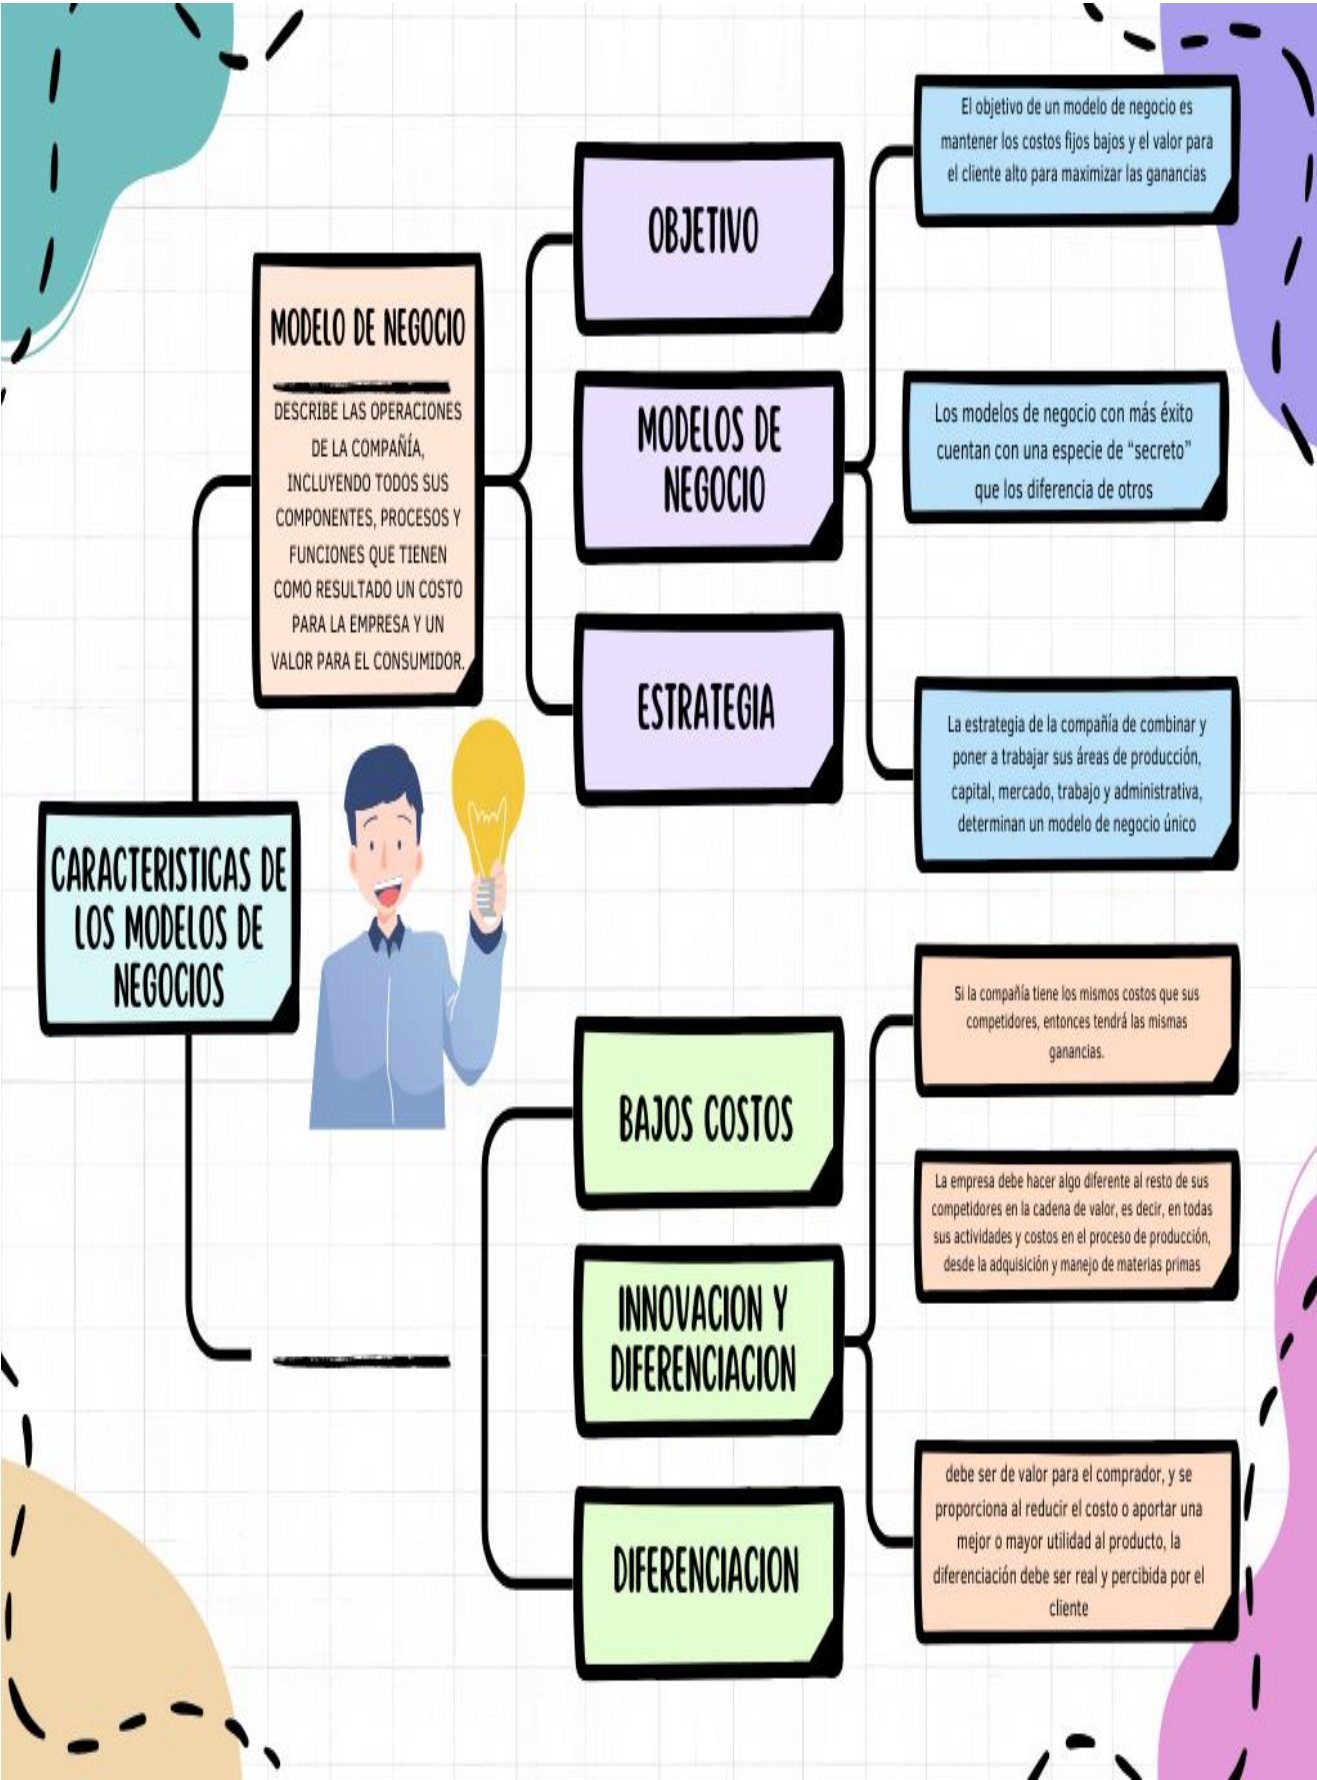 CARACTERISTICAS DE
LOS MODELOS DE
NEGOCIOS
MODELO DE NEGOCIO
DESCRIBE LAS OPERACIONES
DE LA COMPAÑÍA,
INCLUYENDO TODOS SUS
COMPONENTES, PROCESOS Y
FUNCIONES QUE TIENEN
COMO RESULTADO UN COSTO
PARA LA EMPRESA Y UN
VALOR PARA EL CONSUMIDOR.
OBJETIVO
MODELOS DE
NEGOCIO
ESTRATEGIA
El objetivo de un modelo de negocio es
mantener los costos fijos bajos y el valor para
el cliente alto para maximizar las ganancias
Los modelos de negocio con más éxito
cuentan con una especie de “secreto”
que los diferencia de otros
La estrategia de la compañía de combinar y
poner a trabajar sus áreas de producción,
capital, mercado, trabajo y administrativa,
determinan un modelo de negocio único
BAJOS COSTOS
INNOVACION Y
DIFERENCIACION
DIFERENCIACION
Si la compañía tiene los mismos costos que sus
competidores, entonces tendrá las mismas
ganancias.
La empresa debe hacer algo diferente al resto de sus
competidores en la cadena de valor, es decir, en todas
sus actividades y costos en el proceso de producción,
desde la adquisición y manejo de materias primas
debe ser de valor para el comprador, y se
proporciona al reducir el costo o aportar una
mejor o mayor utilidad al producto, la
diferenciación debe ser real y percibida por el
cliente